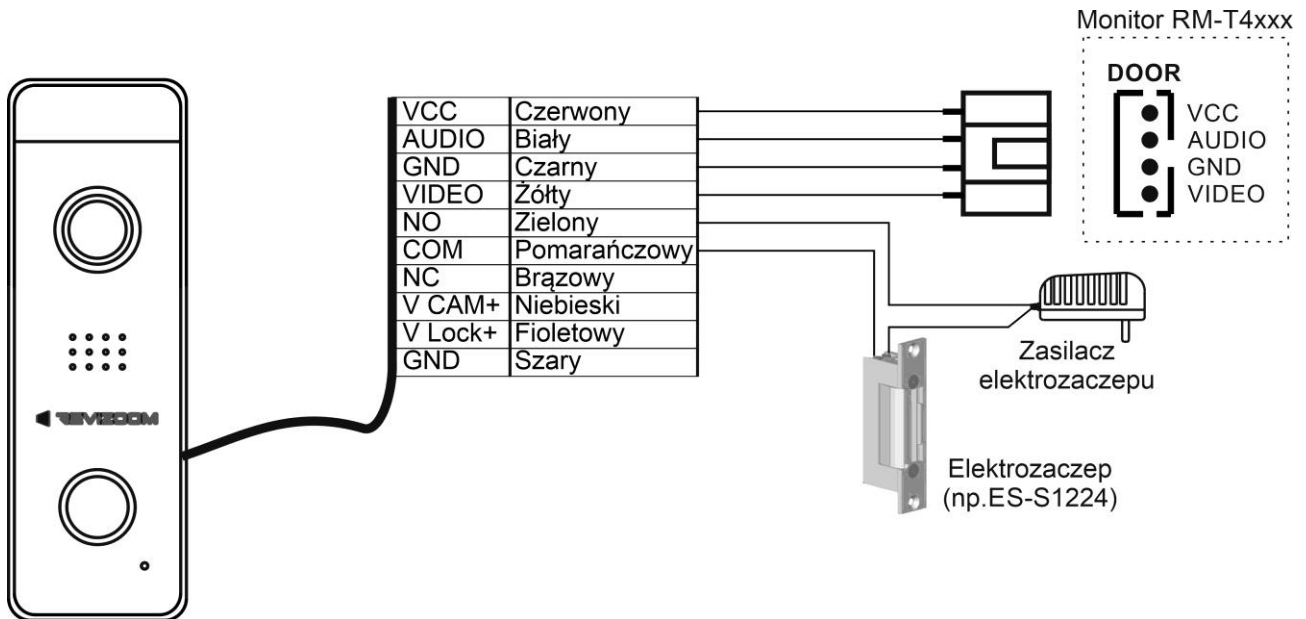 Monitor RM-T4xxx
DOOR
VCC
AUDIO
GND
VIDEO
VCC Czerwony
AUDIO Biały
GND Czarny
VIDEO Żółty
NO Zielony
COM Pomarańczowy
NC Brązowy
V CAM+ Niebieski
V Lock+ Fioletowy
GND Szary
Zasilacz
elektrozaczepu
REVIZOOM
Elektrozaczep
(np.ES-S1224)